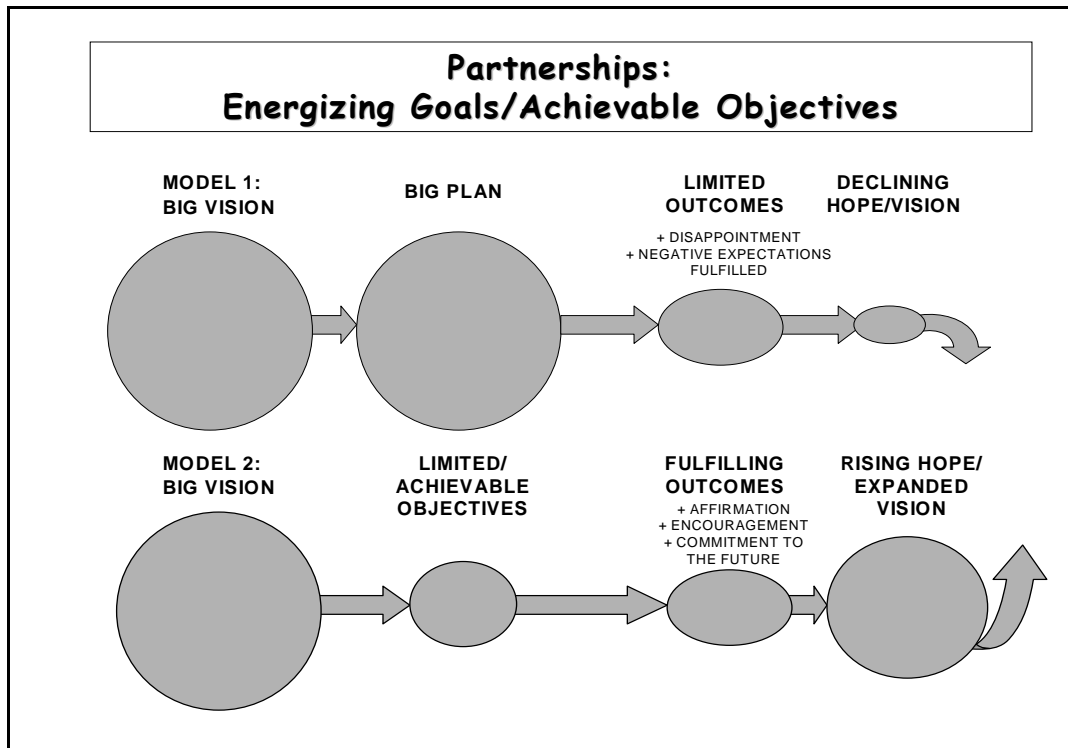 Partnerships:
Energizing Goals/Achievable Objectives
MODEL 1:
BIG VISION
BIG PLAN
LIMITED
OUTCOMES
+ DISAPPOINTMENT
+ NEGATIVE EXPECTATIONS
FULFILLED
DECLINING
HOPE/VISION
MODEL 2:
BIG VISION
LIMITED/
ACHIEVABLE
OBJECTIVES
FULFILLING
OUTCOMES
+ AFFIRMATION
+ ENCOURAGEMENT
+ COMMITMENT TO
THE FUTURE
RISING HOPE/
EXPANDED
VISION